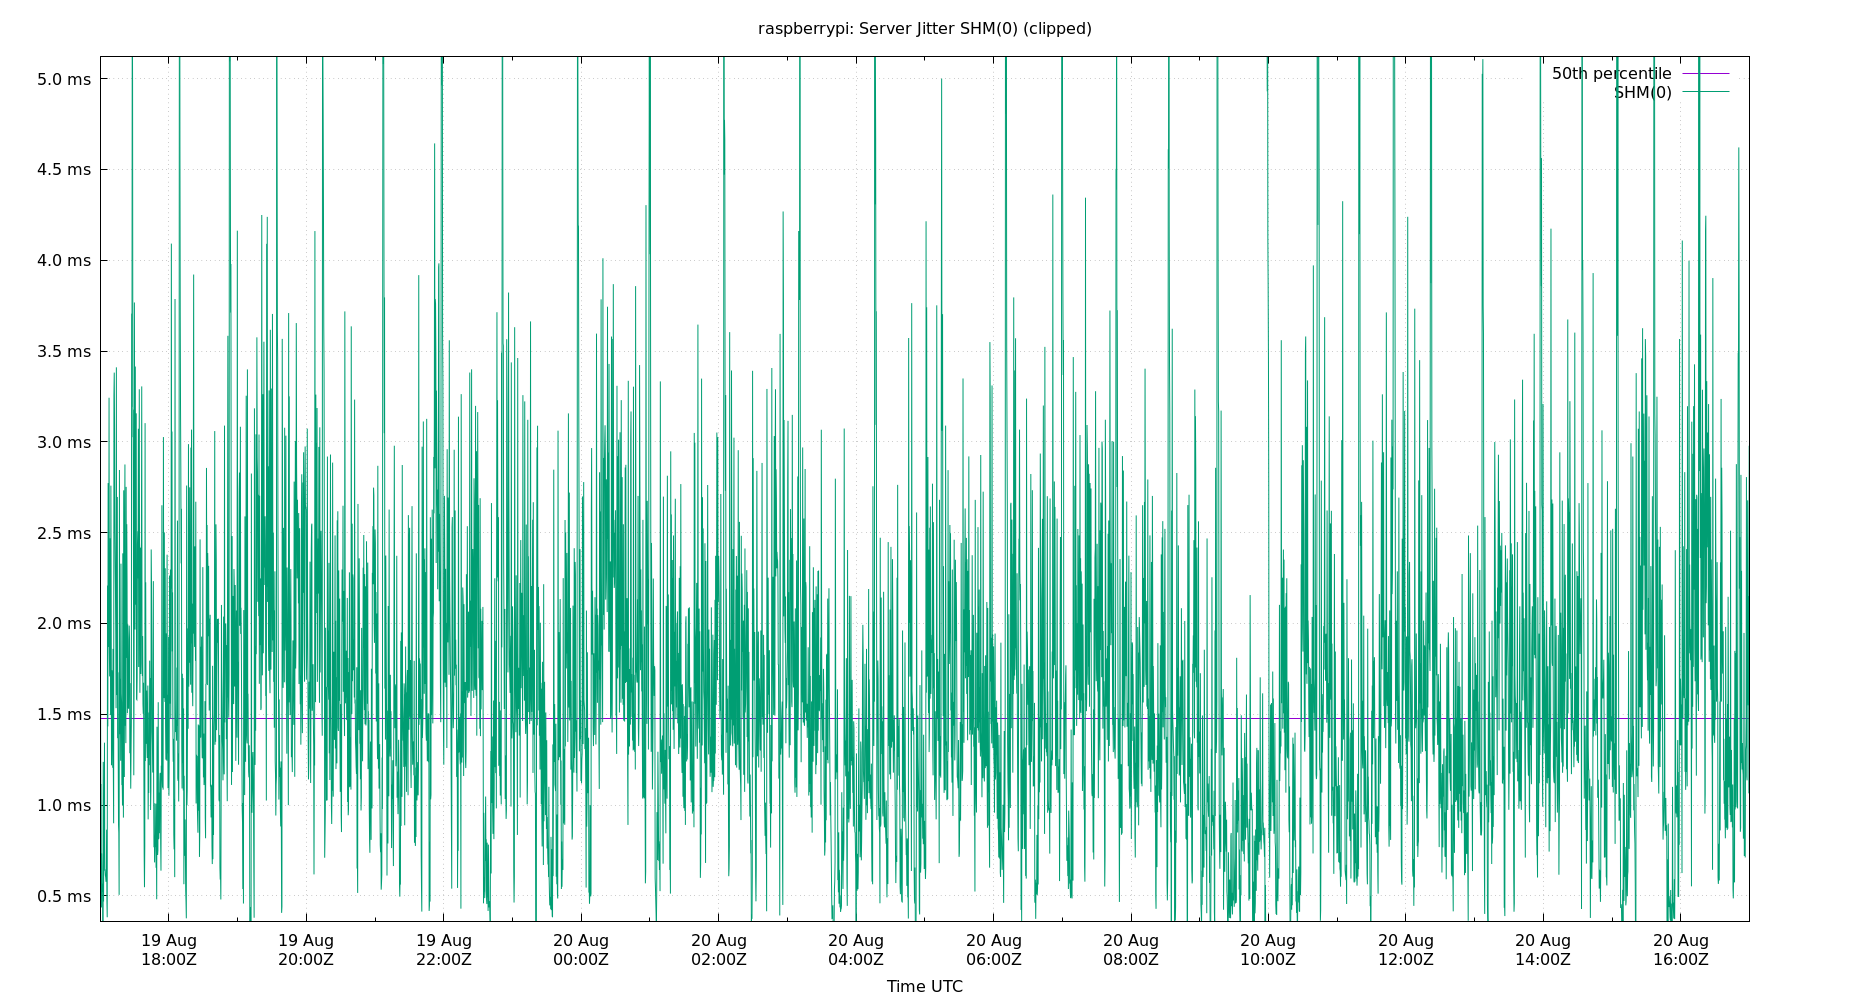 raspberrypi: Server Jitter SHM(0) (clipped)
50th percentile
SHM(0)
5.0 ms
4.5 ms
4.0 ms
3.5 ms
3.0 ms
2.5 ms
2.0 ms
1.5 ms
1.0 ms
0.5 ms
19 Aug 19 Aug 19 Aug 20 Aug 20 Aug 20 Aug 20 Aug 20 Aug 20 Aug 20 Aug 20 Aug 20 Aug
18:00Z 20:00Z 22:00Z 00:00Z 02:00Z 04:00Z 06:00Z 08:00Z 10:00Z 12:00Z 14:00Z 16:00Z
Time UTC